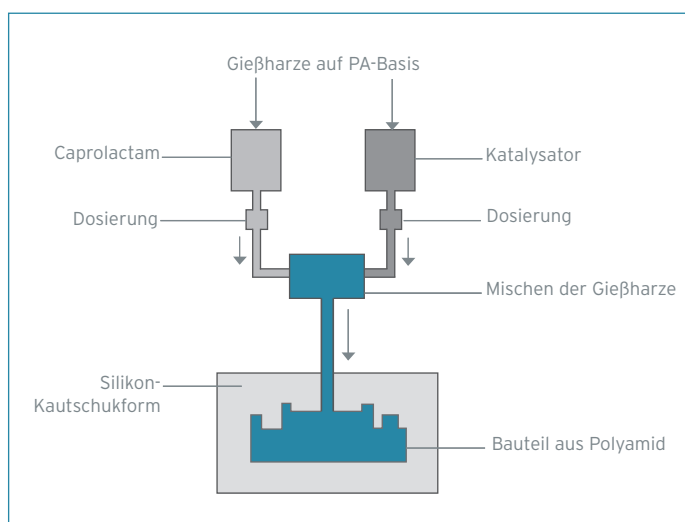 Gießharze auf PA-Basis
Caprolactam
Katalysator
Dosierung
Dosierung
Mischen der Gießharze
Silikon-
Kautschukform
Bauteil aus Polyamid